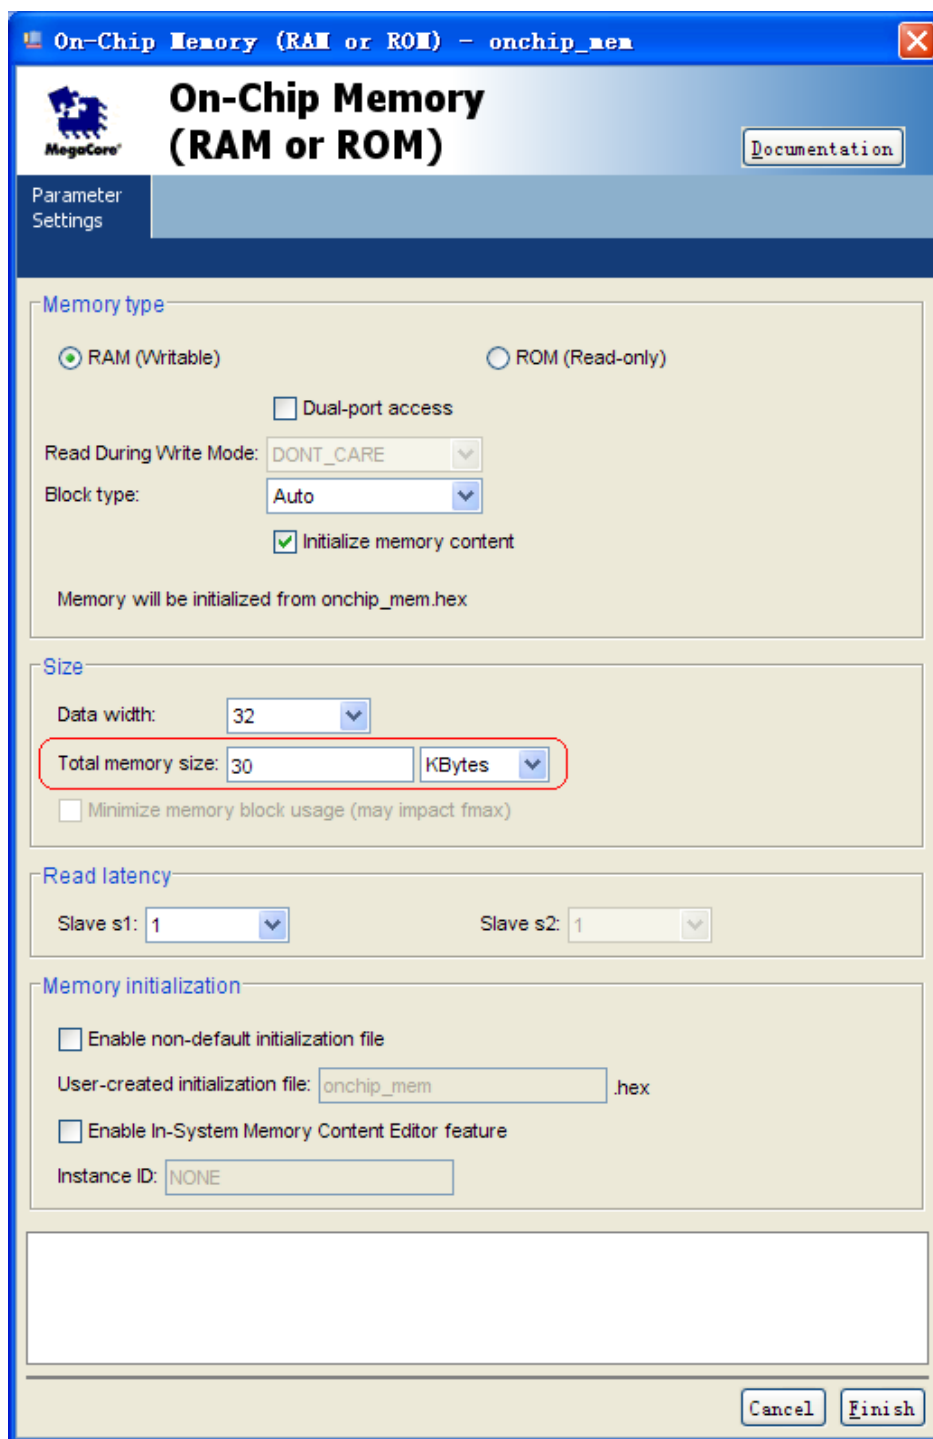 On-Chip Memory (RAM or ROM) - onchip_mem
On-Chip Memory
(RAM or ROM)
MegaCore®
Documentation
Parameter
Settings
Memory type
RAM (Writable) ROM (Read-only)
Dual-port access
Read During Write Mode: DONT_CARE
Block type: Auto
Initialize memory content
Memory will be initialized from onchip_mem.hex
Size
Data width: 32
Total memory size: 30 KBytes
Minimize memory block usage (may impact fmax)
Read latency
Slave s1: 1 Slave s2: 1
Memory initialization
Enable non-default initialization file
User-created initialization file: onchip_mem .hex
Enable In-System Memory Content Editor feature
Instance ID: NONE
Cancel Finish